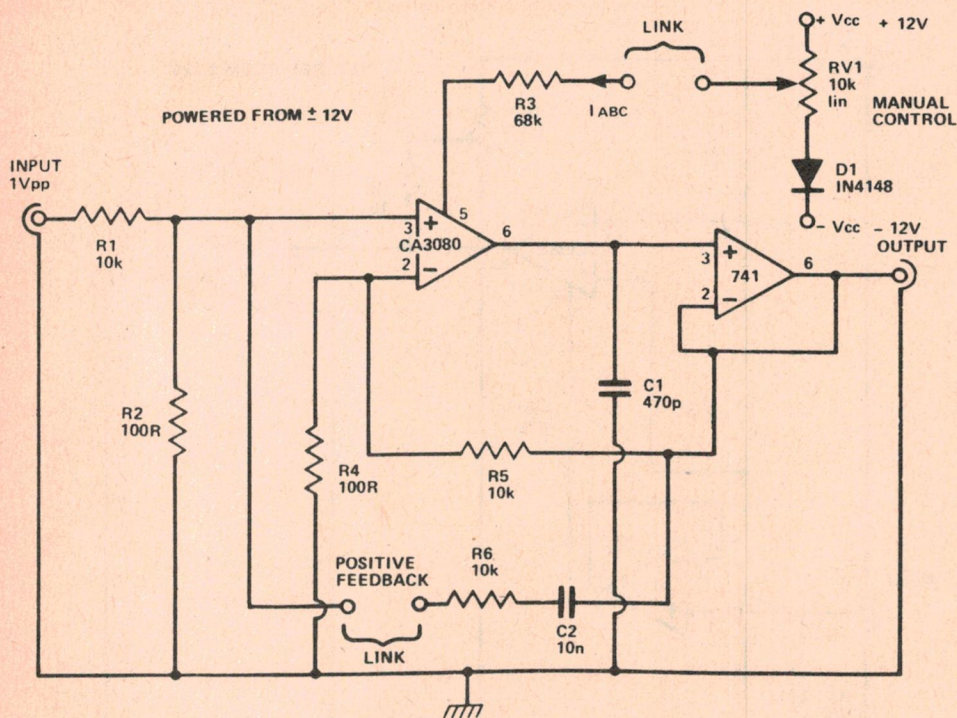 + Vcc + 12V
LINK
RV1
10k
lin
MANUAL
CONTROL
R3
68k
I ABC
POWERED FROM ± 12V
D1
IN4148
INPUT
1Vpp
5
- Vcc - 12V
OUTPUT
3
+
CA3080
6
2
-
R1
10k
3
+
741
6
2
-
C1
470p
R2
100R
R4
100R
R5
10k
POSITIVE
FEEDBACK
R6
10k
LINK
C2
10n